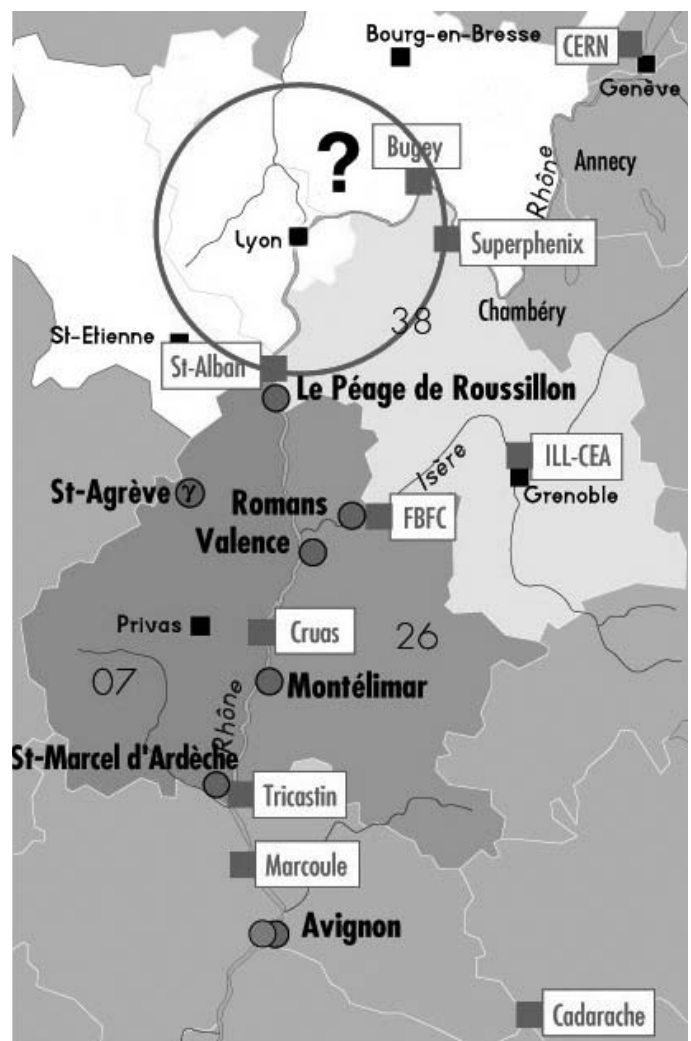 Bourg-en-Bresse
CERN
Genève
?
Bugey
Rhône
Annecy
Lyon
Superphenix
St-Etienne
38
Chambéry
St-Alban
Le Péage de Roussillon
Isère
ILL-CEA
St-Agrève γ
Romans
FBFC
Grenoble
Valence
Privas
Cruas
26
07
Montélimar
Rhône
St-Marcel d'Ardèche
Tricastin
Marcoule
Avignon
Cadarache